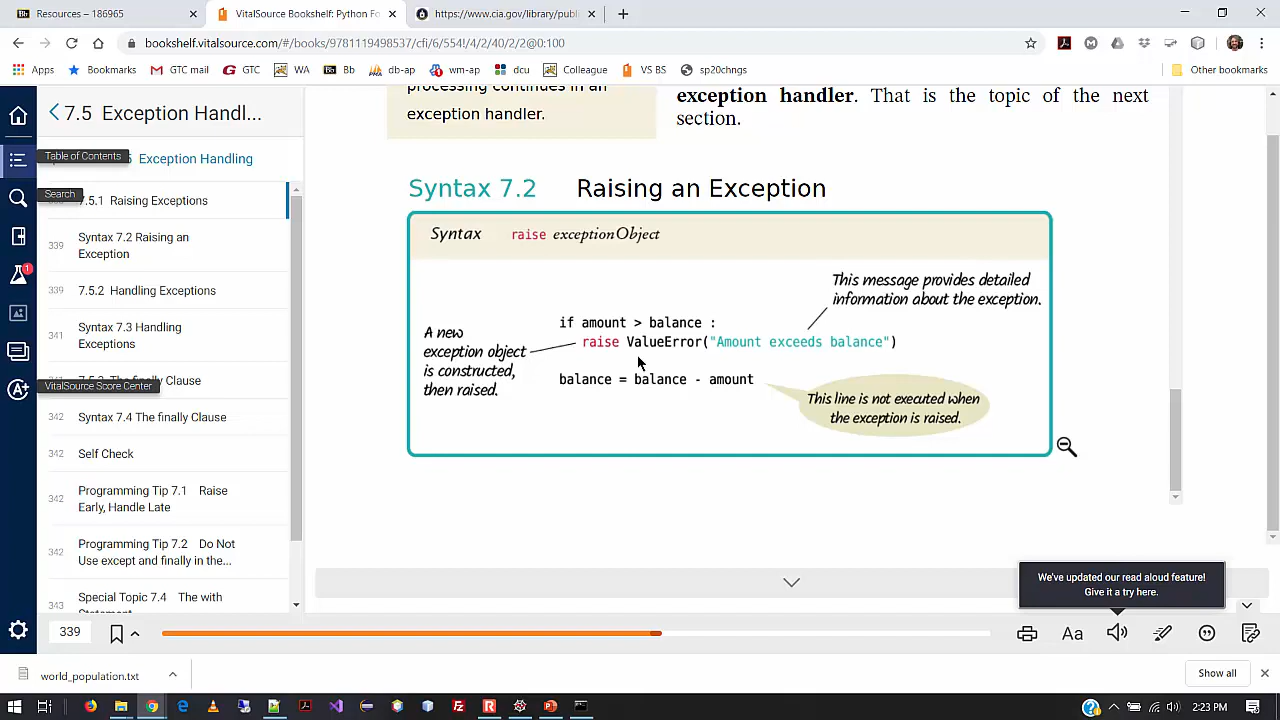 Resources – 186965
VitalSource Bookshelf: Python Fo
https://www.cia.gov/library/publ
bookshelf.vitalsource.com/#/books/9781119498537/cfi/6/554!/4/2/40/2/2@0:100
Apps
Bookmarks
GTC mail
GTC
WA
Bb
db-ap
wm-ap
dcu
Colleague
VS BS
sp20chngs
Other bookmarks
7.5 Exception Handl...
Table of Contents
Exception Handling
Search
7.5.1 Raising Exceptions
339
Syntax 7.2 Raising an
Exception
339
7.5.2 Handling Exceptions
341
Syntax 7.3 Handling
Exceptions
VitalSource Score Center
Clause
342
Syntax 7.4 The finally Clause
342
Self Check
342
Programming Tip 7.1 Raise
Early, Handle Late
342
Programming Tip 7.2 Do Not
Use except and finally in the...
343
Special Topic 7.4 The with
Statement
processing continues in an
exception handler.
exception handler. That is the topic of the next
section.
Syntax 7.2 Raising an Exception
Syntax raise exceptionObject
This message provides detailed
information about the exception.
A new
exception object
is constructed,
then raised.
if amount > balance :
raise ValueError("Amount exceeds balance")
balance = balance - amount
This line is not executed when
the exception is raised.
We've updated our read aloud feature!
Give it a try here.
339
Aa
world_population.txt
Show all
2:23 PM